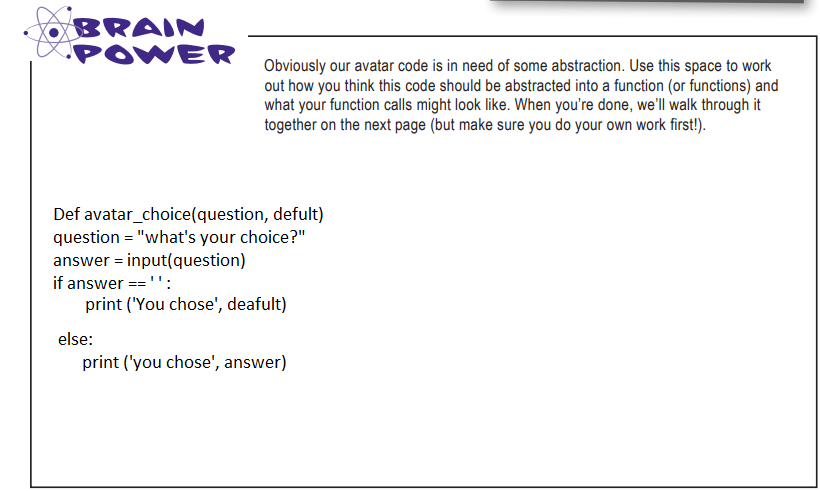 BRAIN
POWER
Obviously our avatar code is in need of some abstraction. Use this space to work
out how you think this code should be abstracted into a function (or functions) and
what your function calls might look like. When you're done, we'll walk through it
together on the next page (but make sure you do your own work first!).
Def avatar_choice(question, defult)
question = "what's your choice?"
answer = input(question)
if answer == ' ' :
print ('You chose', deafult)
else:
print ('you chose', answer)